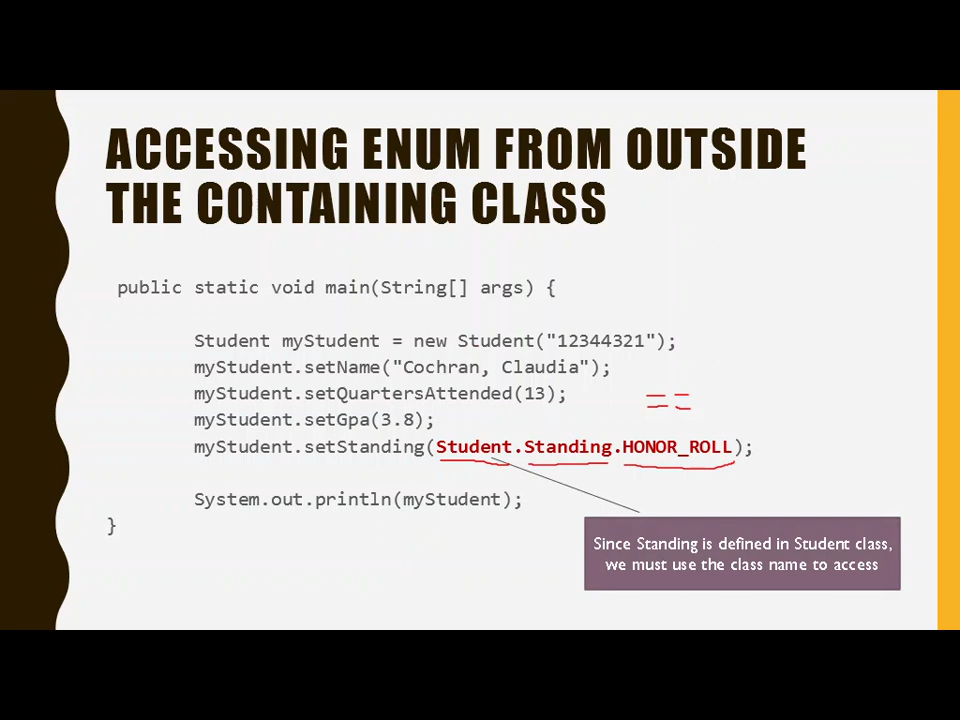 ACCESSING ENUM FROM OUTSIDE
THE CONTAINING CLASS
public static void main(String[] args) {
Student myStudent = new Student("12344321");
myStudent.setName("Cochran, Claudia");
myStudent.setQuartersAttended(13);
myStudent.setGpa(3.8);
myStudent.setStanding(Student.Standing.HONOR_ROLL);
System.out.println(myStudent);
}
Since Standing is defined in Student class,
we must use the class name to access